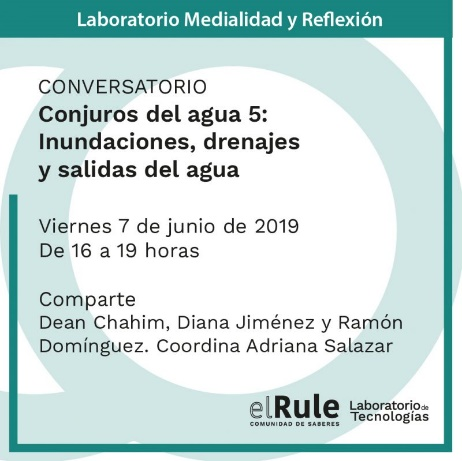 Laboratorio Medialidad y Reflexión
CONVERSATORIO
Conjuros del agua 5:
Inundaciones, drenajes
y salidas del agua
Viernes 7 de junio de 2019
De 16 a 19 horas
Comparte
Dean Chahim, Diana Jiménez y Ramón
Domínguez. Coordina Adriana Salazar
elRule
COMUNIDAD DE SABERES
Laboratorio de
Tecnologías